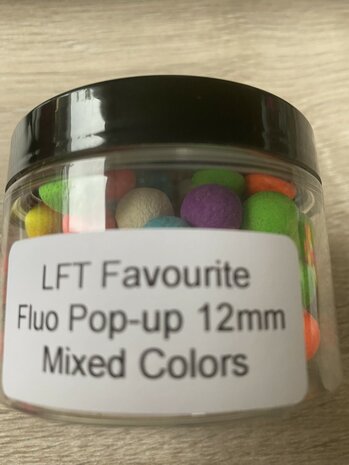 LFT Favourite
Fluo Pop-up 12mm
Mixed Colors